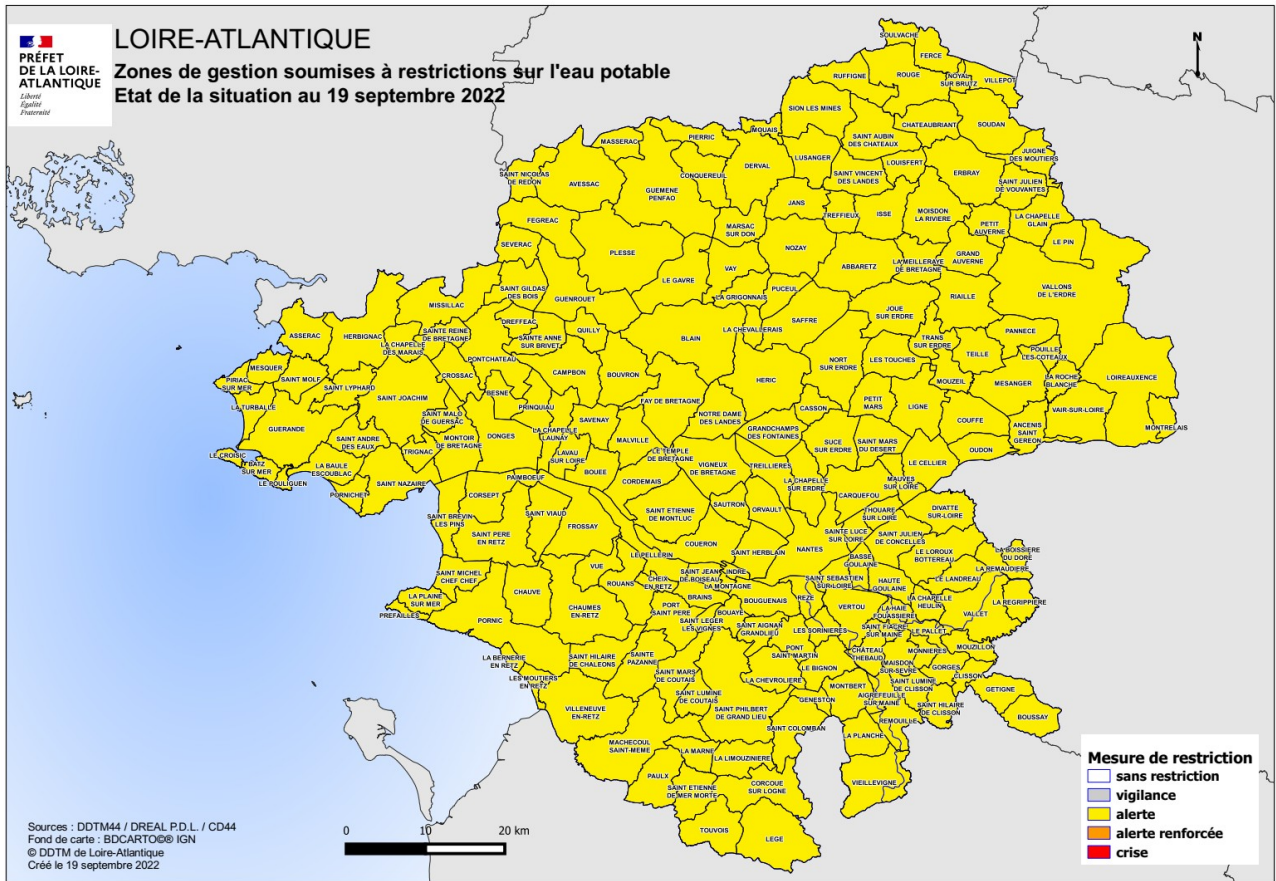 PRÉFET
DE LA LOIRE-
ATLANTIQUE
Liberté
Égalité
Fraternité
LOIRE-ATLANTIQUE
Zones de gestion soumises à restrictions sur l'eau potable
Etat de la situation au 19 septembre 2022
N
SOULVACHE
FERCE
RUFFIGNE
ROUGE
NOYAL
SUR BRUTZ
VILLEPOT
SION LES MINES
CHATEAUBRIANT
SOUDAN
MOUAIS
PIERRIC
MASSERAC
SAINT AUBIN
DES CHATEAUX
JUIGNE
DES MOUTIERS
LUSANGER
LOUISFERT
ERBRAY
DERVAL
CONQUEREUIL
SAINT VINCENT
DES LANDES
SAINT JULIEN
DE VOUVANTES
SAINT NICOLAS
DE REDON
AVESSAC
GUEMENE
PENFAO
JANS
TREFFIEUX
ISSE
MOISDON
LA RIVIERE
PETIT
AUVERNE
LA CHAPELLE
GLAIN
FEGREAC
MARSAC
SUR DON
LE PIN
SEVERAC
PLESSE
NOZAY
ABBARETZ
LA MEILLERAYE
DE BRETAGNE
GRAND
AUVERNE
VAY
LE GAVRE
LA GRIGONNAIS
PUCEUL
RIAILLE
VALLONS
DE L'ERDRE
SAINT GILDAS
DES BOIS
GUENROUET
MISSILLAC
SAFFRE
JOUE
SUR ERDRE
DREFFEAC
QUILLY
BLAIN
LA CHEVALLERAIS
ASSERAC
HERBIGNAC
LA CHAPELLE
DES MARAIS
SAINTE REINE
DE BRETAGNE
SAINTE ANNE
SUR BRIVET
TRANS
SUR ERDRE
PANNECE
TEILLE
POUILLE
LES-COTEAUX
PONTCHATEAU
NORT
SUR ERDRE
LES TOUCHES
MESQUER
SAINT MOLF
CROSSAC
CAMPBON
BOUVRON
HERIC
MOUZEIL
MESANGER
LA ROCHE
BLANCHE
LOIREAUXENCE
PIRIAC
SUR MER
SAINT LYPHARD
SAINT JOACHIM
BESNE
PRINQUIAU
FAY DE BRETAGNE
PETIT
MARS
LIGNE
VAIR-SUR-LOIRE
LA TURBALLE
SAINT MALO
DE GUERSAC
SAVENAY
NOTRE DAME
DES LANDES
CASSON
COUFFE
ANCENIS
SAINT
GEREON
MONTRELAIS
GUERANDE
SAINT ANDRE
DES EAUX
MONTOIR
DE BRETAGNE
DONGES
LA CHAPELLE
LAUNAY
MALVILLE
GRANDCHAMPS
DES FONTAINES
TRIGNAC
LAVAU
SUR LOIRE
LE TEMPLE
DE BRETAGNE
SUCE
SUR ERDRE
SAINT MARS
DU DESERT
OUDON
LE CROISIC
BATZ
SUR MER
LA BAULE
ESCOUBLAC
BOUEE
VIGNEUX
DE BRETAGNE
TREILLIERES
LE CELLIER
LE POULIGUEN
SAINT NAZAIRE
PAIMBOEUF
CORDEMAIS
LA CHAPELLE
SUR ERDRE
MAUVES
SUR LOIRE
PORNICHET
CORSEPT
CARQUEFOU
SAINT BREVIN
LES PINS
SAINT VIAUD
FROSSAY
SAINT ETIENNE
DE MONTLUC
SAUTRON
ORVAULT
THOUARE
SUR LOIRE
DIVATTE
SUR-LOIRE
SAINT PERE
EN RETZ
COUERON
SAINTE LUCE
SUR LOIRE
SAINT JULIEN
DE CONCELLES
LE PELLERIN
SAINT HERBLAIN
NANTES
BASSE
GOULAINE
LE LOROUX
BOTTEREAU
LA BOISSIERE
DU DORE
VUE
LA REMAUDIERE
SAINT MICHEL
CHEF CHEF
ROUANS
CHEIX
EN RETZ
SAINT JEAN
DE BOISEAU
INDRE
LA MONTAGNE
SAINT SEBASTIEN
SUR-LOIRE
HAUTE
GOULAINE
LE LANDREAU
LA PLAINE
SUR MER
CHAUVE
BRAINS
BOUGUENAIS
REZE
VERTOU
LA CHAPELLE
HEULIN
LA REGRIPPIERE
PREFAILLES
CHAUMES
EN-RETZ
PORT
SAINT PERE
BOUAYE
LA HAIE
FOUASSIERE
VALLET
PORNIC
SAINT LEGER
LES VIGNES
SAINT AIGNAN
GRANDLIEU
LES SORINIERES
SAINT FIACRE
SUR MAINE
LE PALLET
LA BERNERIE
EN RETZ
SAINT HILAIRE
DE CHALEONS
SAINTE
PAZANNE
PONT
SAINT MARTIN
CHATEAU
THEBAUD
MONNIERES
MOUZILLON
LES MOUTIERS
EN RETZ
SAINT MARS
DE COUTAIS
LE BIGNON
MAISDON
SUR-SEVRE
GORGES
CLISSON
LA CHEVROLIERE
MONTBERT
SAINT LUMINE
DE CLISSON
GETIGNE
VILLENEUVE
EN-RETZ
SAINT LUMINE
DE COUTAIS
GENESTON
AIGREFEUILLE
SUR MAINE
SAINT HILAIRE
DE CLISSON
BOUSSAY
SAINT PHILBERT
DE GRAND LIEU
REMOUILLE
SAINT COLOMBAN
LA PLANCHE
MACHECOUL
SAINT-MEME
LA MARNE
LA LIMOUZINIERE
PAULX
SAINT ETIENNE
DE MER MORTE
CORCOUE
SUR LOGNE
VIEILLEVIGNE
TOUVOIS
LEGE
Mesure de restriction
sans restriction
vigilance
alerte
alerte renforcée
crise
0 10 20 km
Sources : DDTM44 / DREAL P.D.L. / CD44
Fond de carte : BDCARTO©® IGN
© DDTM de Loire-Atlantique
Créé le 19 septembre 2022